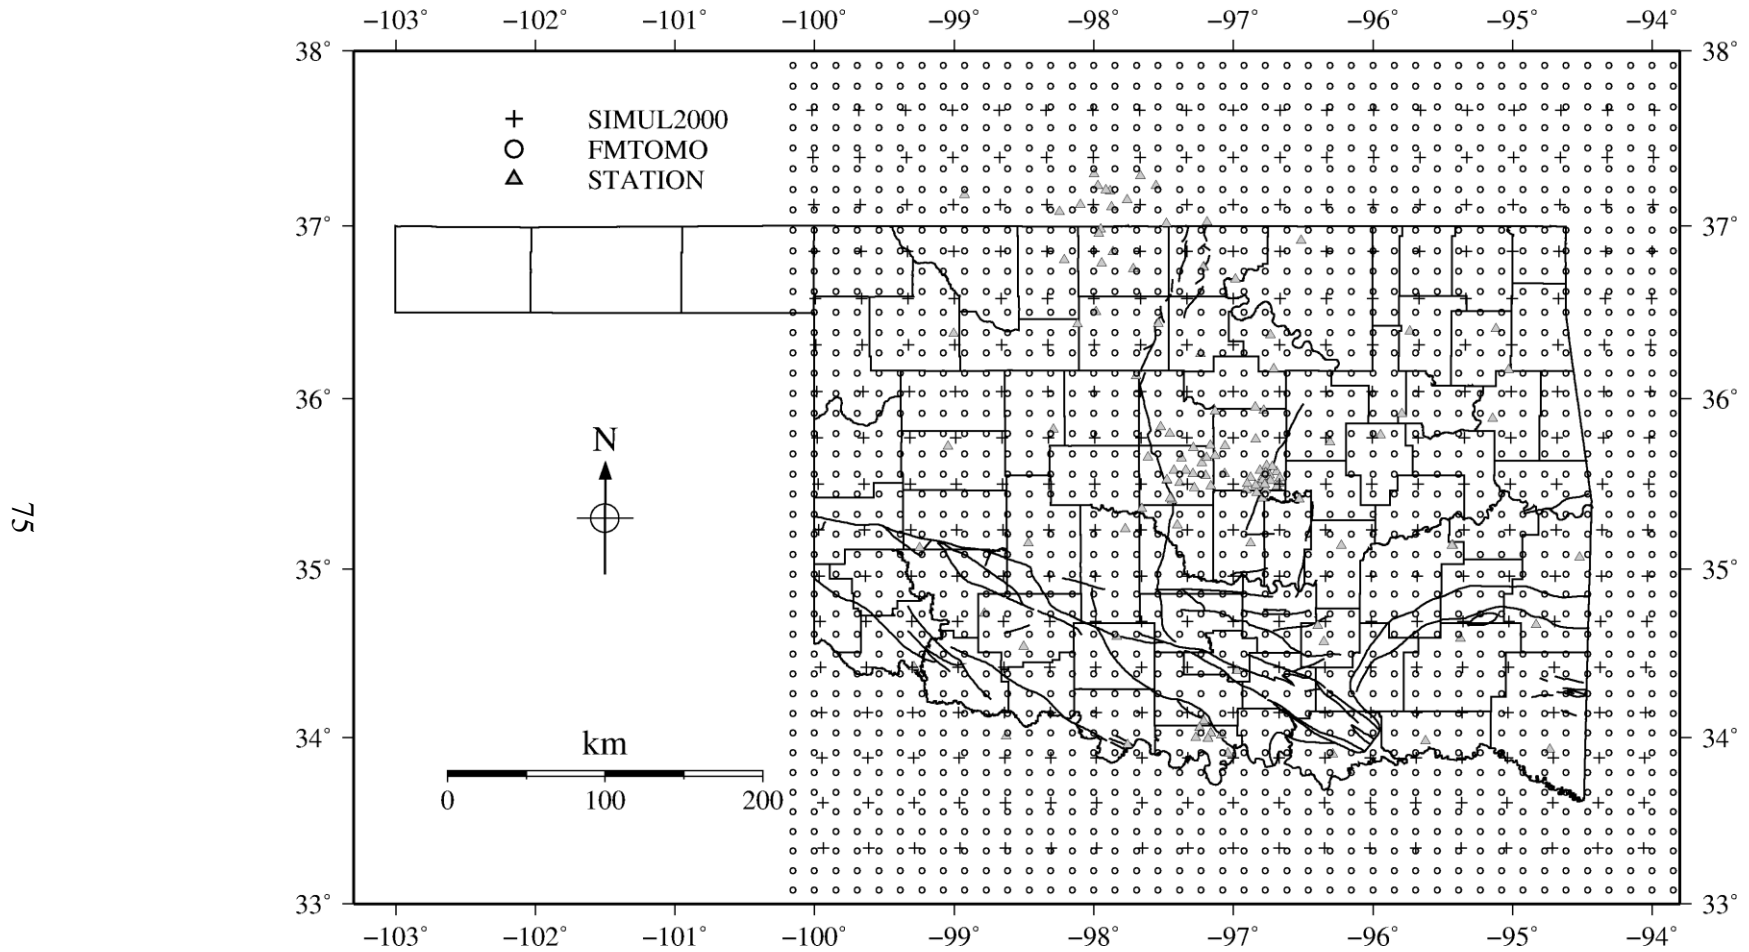 −103° −102° −101° −100° −99° −98° −97° −96° −95° −94°
38° 38°
+ SIMUL2000
FMTOMO
STATION
37° 37°
36° 36°
N
75
35° 35°
34° 34°
km
0 100 200
33° 33°
−103° −102° −101° −100° −99° −98° −97° −96° −95° −94°